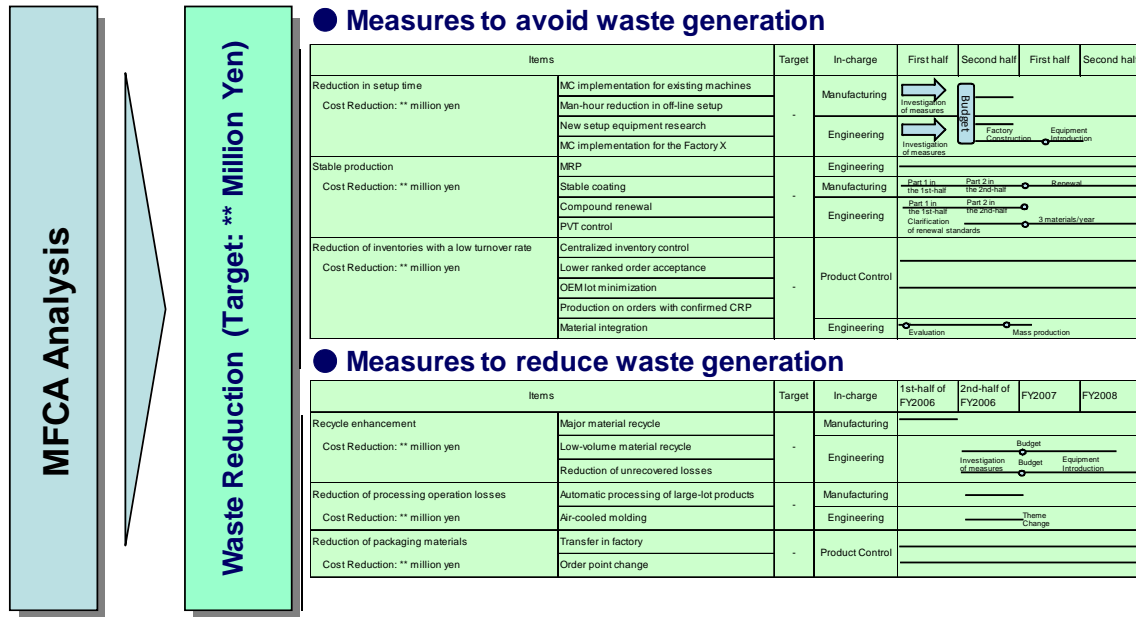 MFCA Analysis
Waste Reduction (Target: ** Million Yen)
Measures to avoid waste generation
Items Target In-charge First half Second half First half Second half
Reduction in setup time
Cost Reduction: ** million yen
MC implementation for existing machines
Man-hour reduction in off-line setup
New setup equipment research
MC implementation for the Factory X
-
Manufacturing
Engineering
Investigation
of measures
Investigation
of measures
Budget
Factory
Construction
Equipment
Introduction
Stable production
Cost Reduction: ** million yen
MRP
Stable coating
Compound renewal
PVT control
-
Engineering
Manufacturing
Engineering
Part 1 in
the 1st-half
Part 2 in
the 2nd-half
Renewal
Part 1 in
the 1st-half
Part 2 in
the 2nd-half
Clarification
of renewal standards
3 materials/year
Reduction of inventories with a low turnover rate
Cost Reduction: ** million yen
Centralized inventory control
Lower ranked order acceptance
OEM lot minimization
Production on orders with confirmed CRP
Material integration
-
Product Control
Engineering
Evaluation
Mass production
Measures to reduce waste generation
Items Target In-charge 1st-half of FY2006 2nd-half of FY2006 FY2007 FY2008
Recycle enhancement
Cost Reduction: ** million yen
Major material recycle
Low-volume material recycle
Reduction of unrecovered losses
-
Manufacturing
Engineering
Budget
Investigation
of measures
Budget
Equipment
Introduction
Reduction of processing operation losses
Cost Reduction: ** million yen
Automatic processing of large-lot products
Air-cooled molding
-
Manufacturing
Engineering
Theme
Change
Reduction of packaging materials
Cost Reduction: ** million yen
Transfer in factory
Order point change
-
Product Control